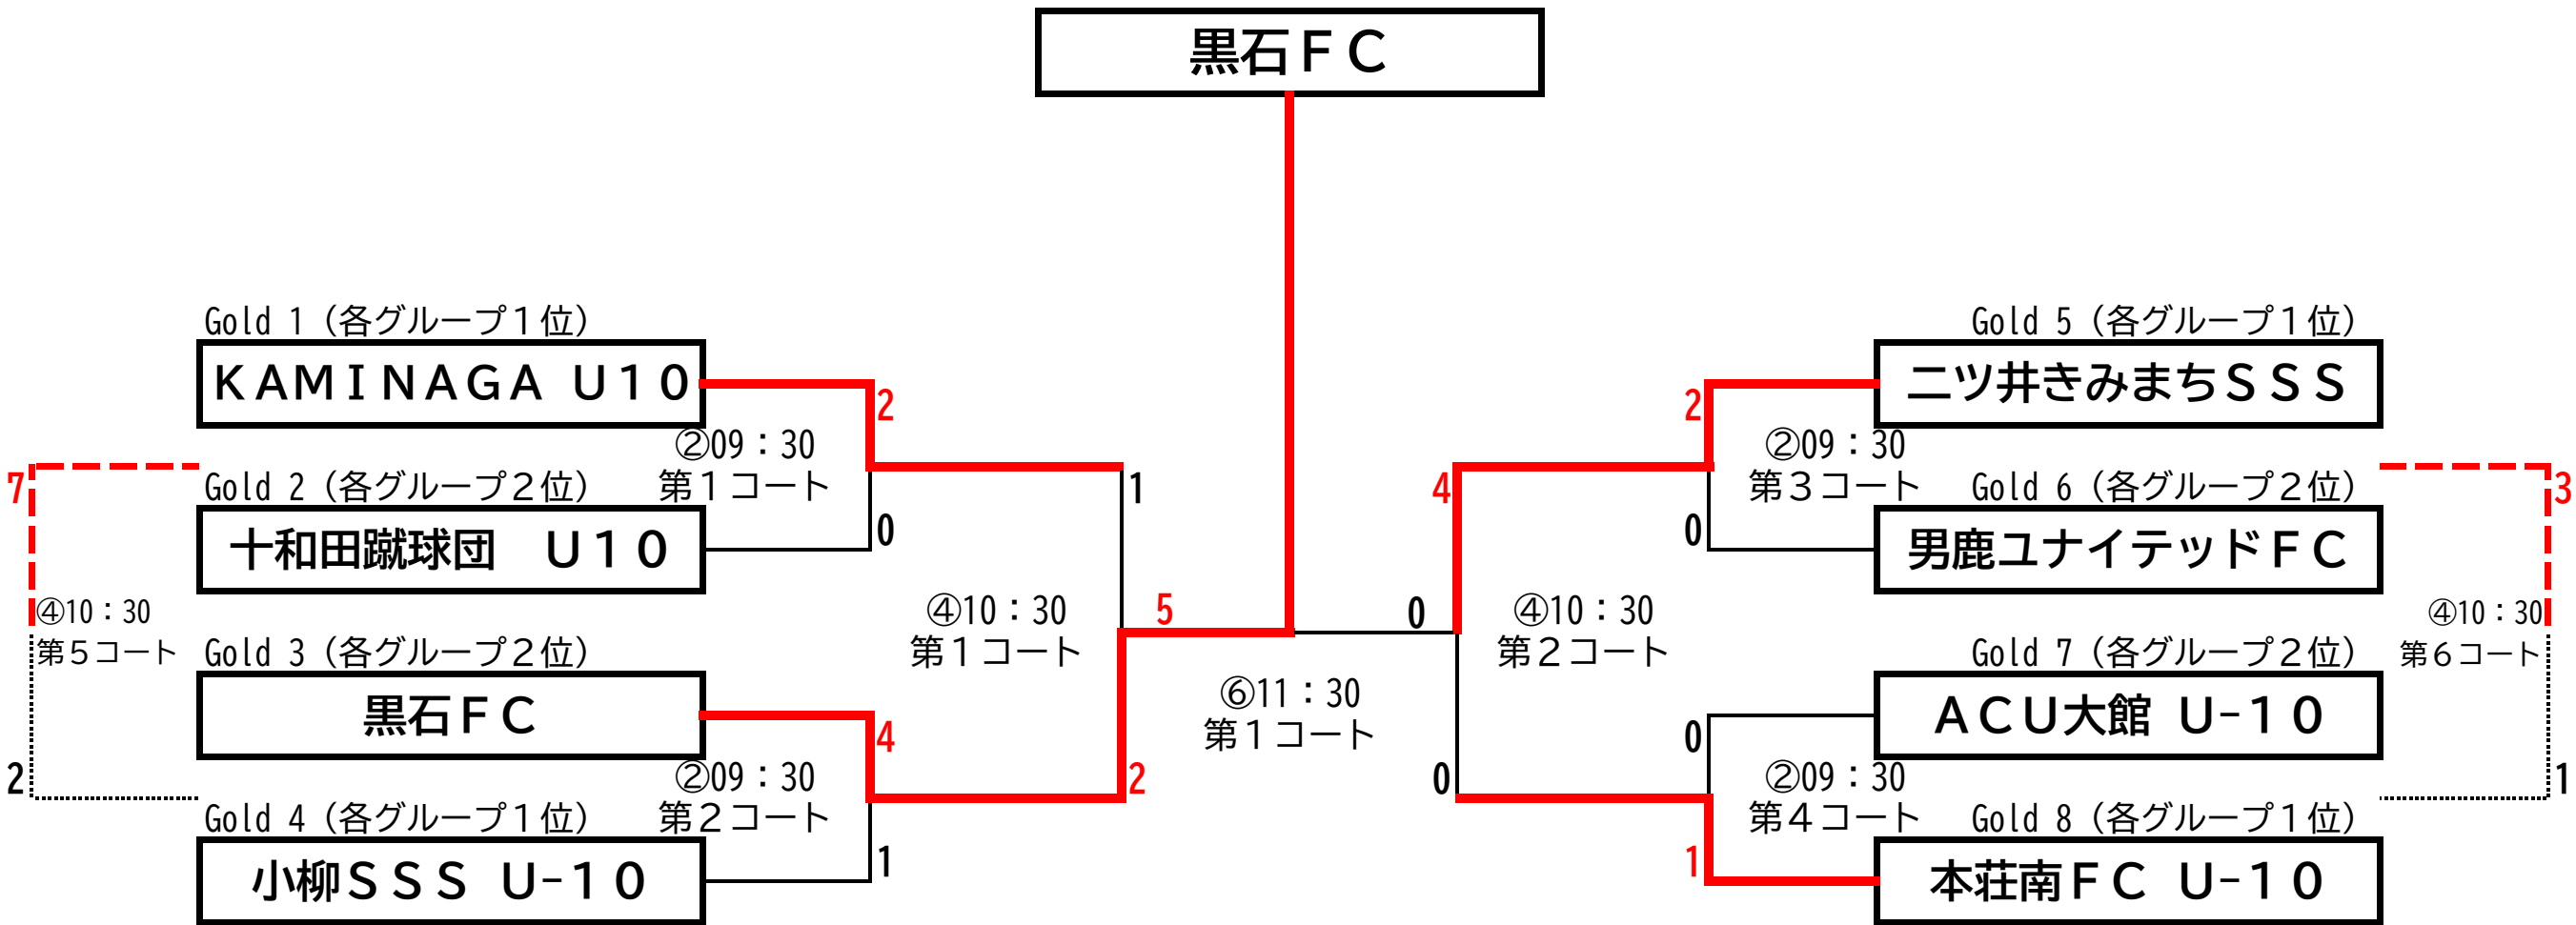 黒石ＦＣ
Gold 1（各グループ１位）
ＫＡＭＩＮＡＧＡ Ｕ１０
2
②09：30
第１コート
Gold 2（各グループ２位）
十和田蹴球団　Ｕ１０
0
7
④10：30
第５コート
2
1
④10：30
第１コート
2
Gold 3（各グループ２位）
黒石ＦＣ
4
②09：30
第２コート
Gold 4（各グループ１位）
小柳ＳＳＳ Ｕ-１０
1
5
0
⑥11：30
第１コート
Gold 5（各グループ１位）
二ツ井きみまちＳＳＳ
2
②09：30
第３コート
Gold 6（各グループ２位）
男鹿ユナイテッドＦＣ
0
4
④10：30
第２コート
0
3
④10：30
第６コート
1
Gold 7（各グループ２位）
ＡＣＵ大館 Ｕ-１０
0
②09：30
第４コート
Gold 8（各グループ１位）
本荘南ＦＣ Ｕ-１０
1